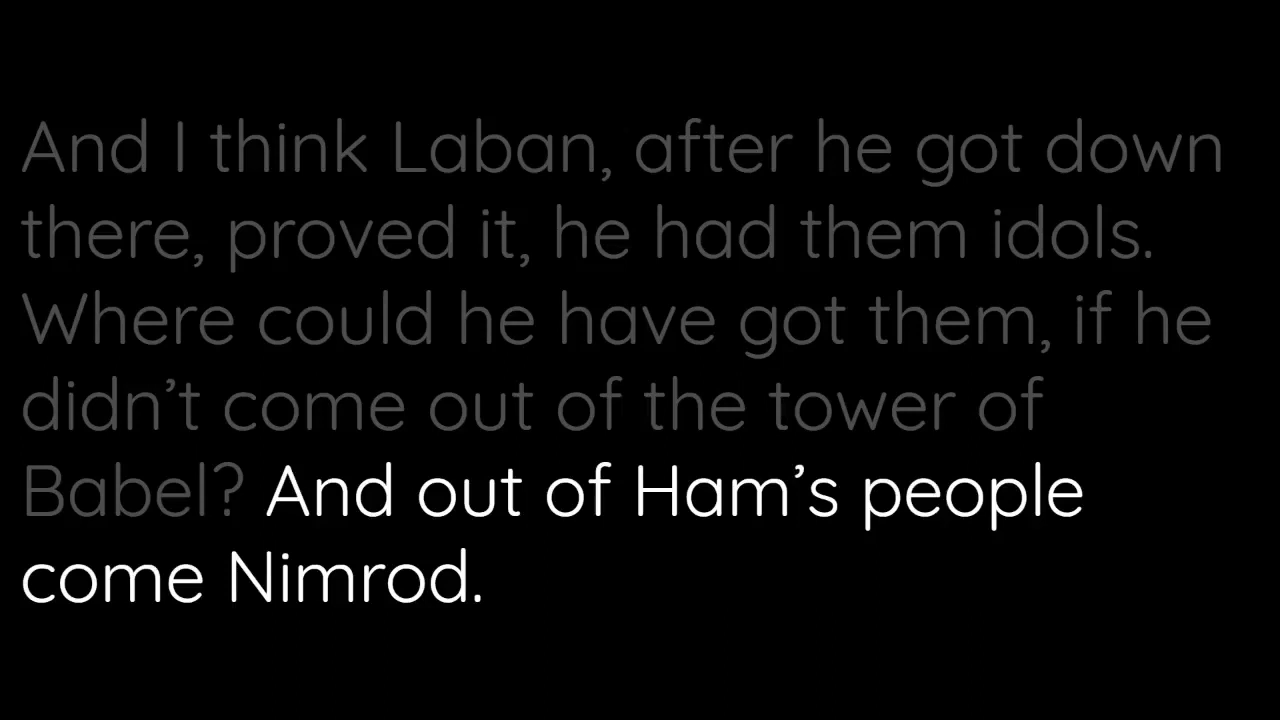 And I think Laban, after he got down
there, proved it, he had them idols.
Where could he have got them, if he
didn’t come out of the tower of
Babel? And out of Ham’s people
come Nimrod.